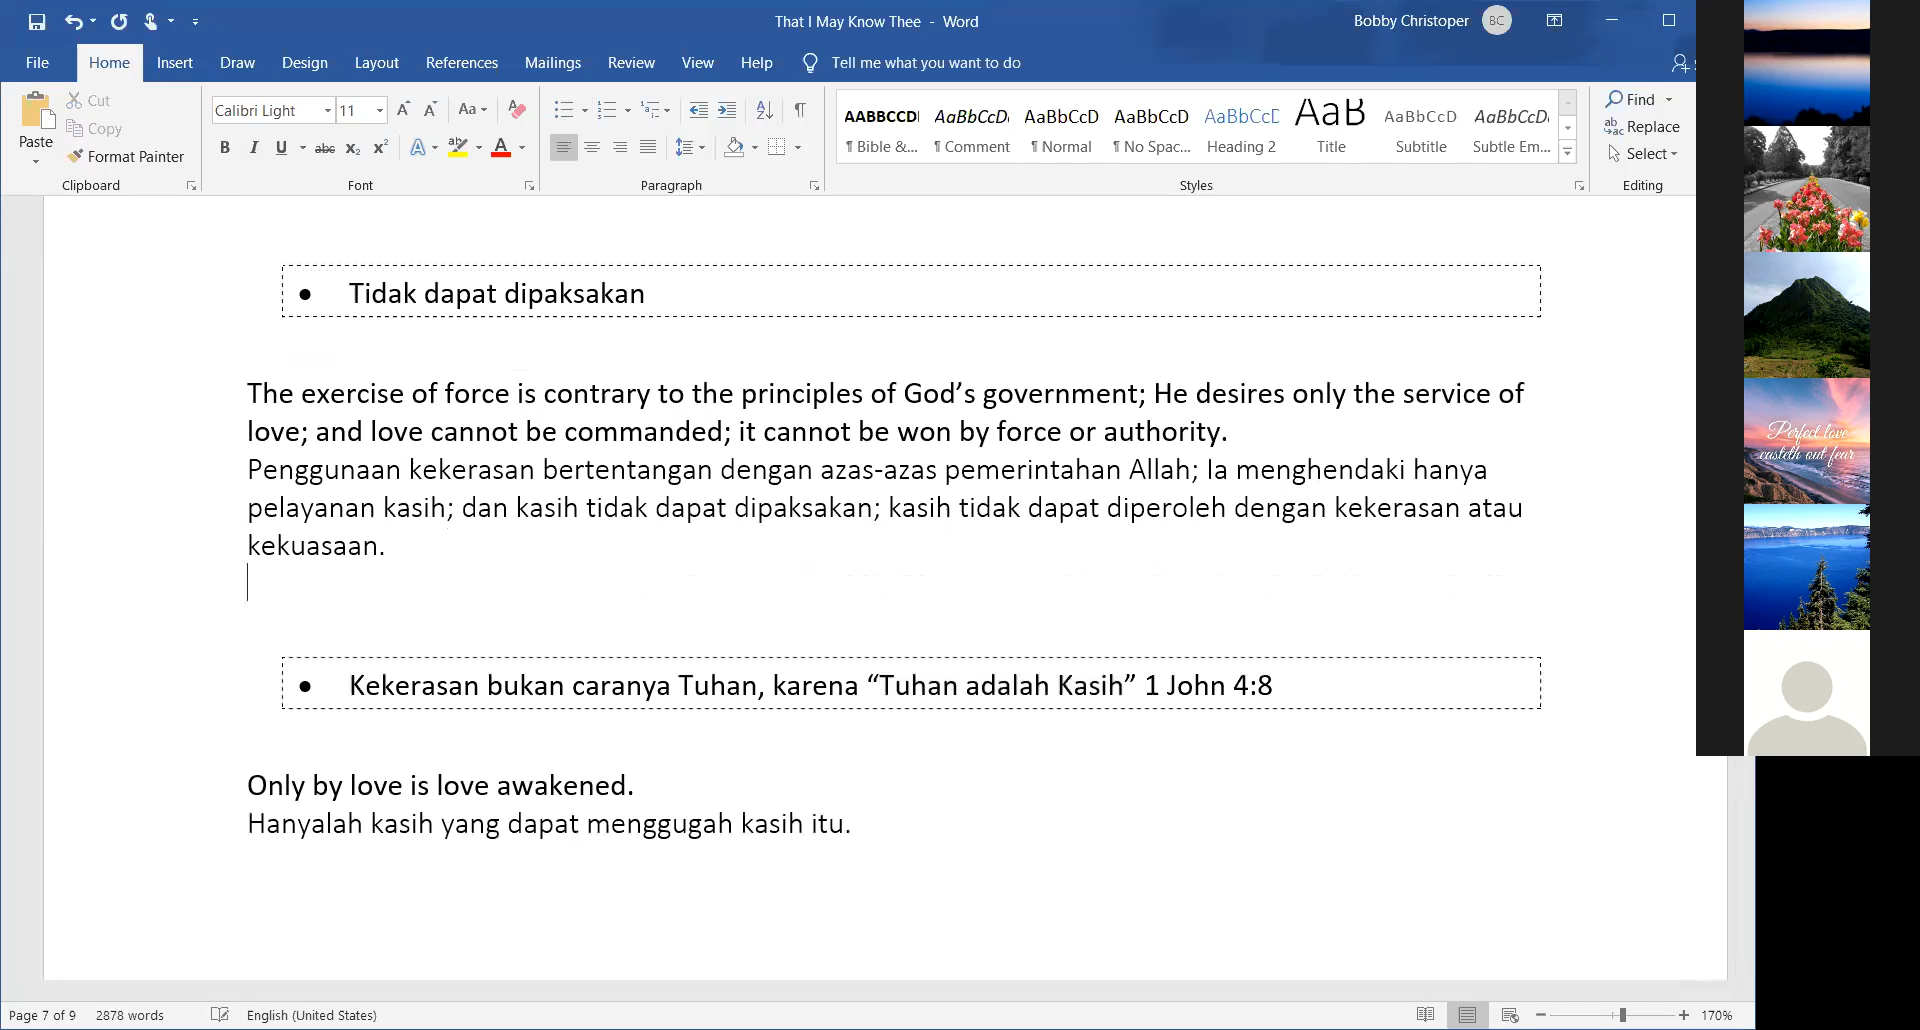 That I May Know Thee - Word
Bobby Christoper BC
File Home Insert Draw Design Layout References Mailings Review View Help Tell me what you want to do
Paste
Cut
Copy
Format Painter
Clipboard
Calibri Light 11
Font
Paragraph
AABBCCDI AaBbCcDi AaBbCcD AaBbCcD AaBbCcD AaB AaBbCcD AaBbCcDi
¶ Bible &... ¶ Comment ¶ Normal ¶ No Spac... Heading 2 Title Subtitle Subtle Em...
Styles
Find
Replace
Select
Editing
• Tidak dapat dipaksakan
The exercise of force is contrary to the principles of God’s government; He desires only the service of
love; and love cannot be commanded; it cannot be won by force or authority.
Penggunaan kekerasan bertentangan dengan azas-azas pemerintahan Allah; Ia menghendaki hanya
pelayanan kasih; dan kasih tidak dapat dipaksakan; kasih tidak dapat diperoleh dengan kekerasan atau
kekuasaan.
• Kekerasan bukan caranya Tuhan, karena “Tuhan adalah Kasih” 1 John 4:8
Only by love is love awakened.
Hanyalah kasih yang dapat menggugah kasih itu.
Perfect love
casteth out fear
Page 7 of 9 2878 words English (United States) 170%